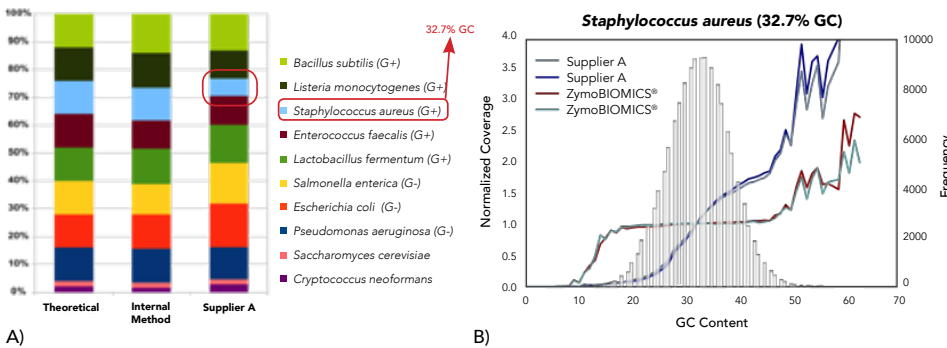 100%
90%
80%
70%
60%
50%
40%
30%
20%
10%
0%
Theoretical
Internal
Method
Supplier A
32.7% GC
Bacillus subtilis (G+)
Listeria monocytogenes (G+)
Staphylococcus aureus (G+)
Enterococcus faecalis (G+)
Lactobacillus fermentum (G+)
Salmonella enterica (G-)
Escherichia coli (G-)
Pseudomonas aeruginosa (G-)
Saccharomyces cerevisiae
Cryptococcus neoformans
A)
Staphylococcus aureus (32.7% GC)
Supplier A
Supplier A
ZymoBIOMICS®
ZymoBIOMICS®
Normalized Coverage
4.0
3.5
3.0
2.5
2.0
1.5
1.0
0.5
0.0
0 10 20 30 40 50 60 70
GC Content
10000
8000
6000
4000
2000
0
Frequency
B)